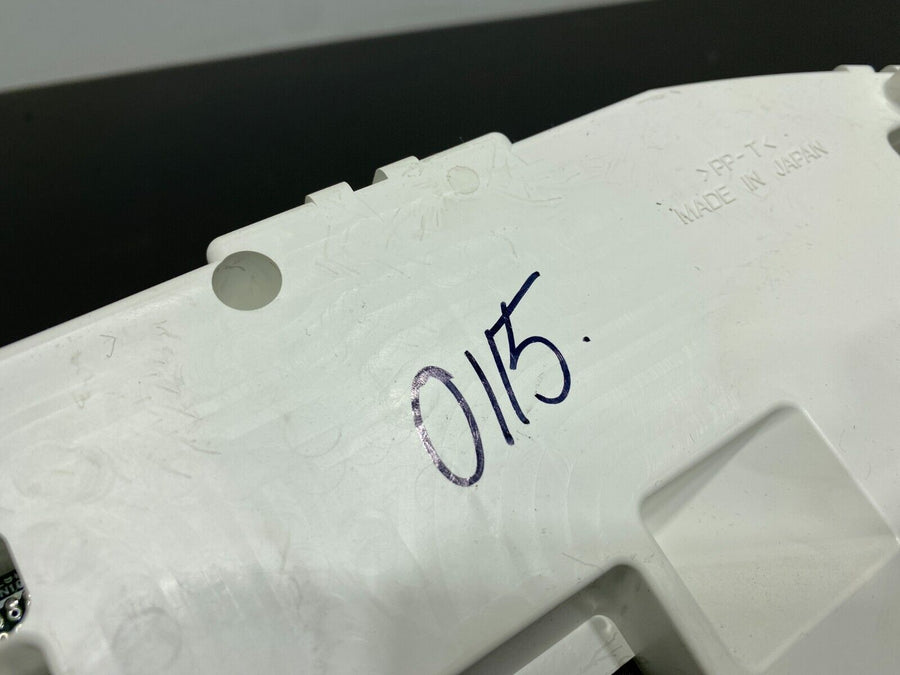 >PP-T<
MADE IN JAPAN
0115.